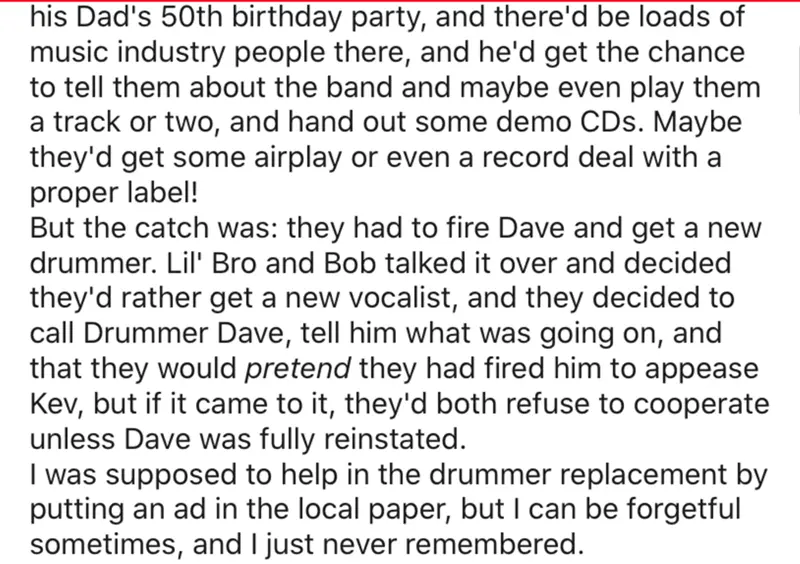 his Dad's 50th birthday party, and there'd be loads of
music industry people there, and he'd get the chance
to tell them about the band and maybe even play them
a track or two, and hand out some demo CDs. Maybe
they'd get some airplay or even a record deal with a
proper label!
But the catch was: they had to fire Dave and get a new
drummer. Lil' Bro and Bob talked it over and decided
they'd rather get a new vocalist, and they decided to
call Drummer Dave, tell him what was going on, and
that they would pretend they had fired him to appease
Kev, but if it came to it, they'd both refuse to cooperate
unless Dave was fully reinstated.
I was supposed to help in the drummer replacement by
putting an ad in the local paper, but I can be forgetful
sometimes, and I just never remembered.